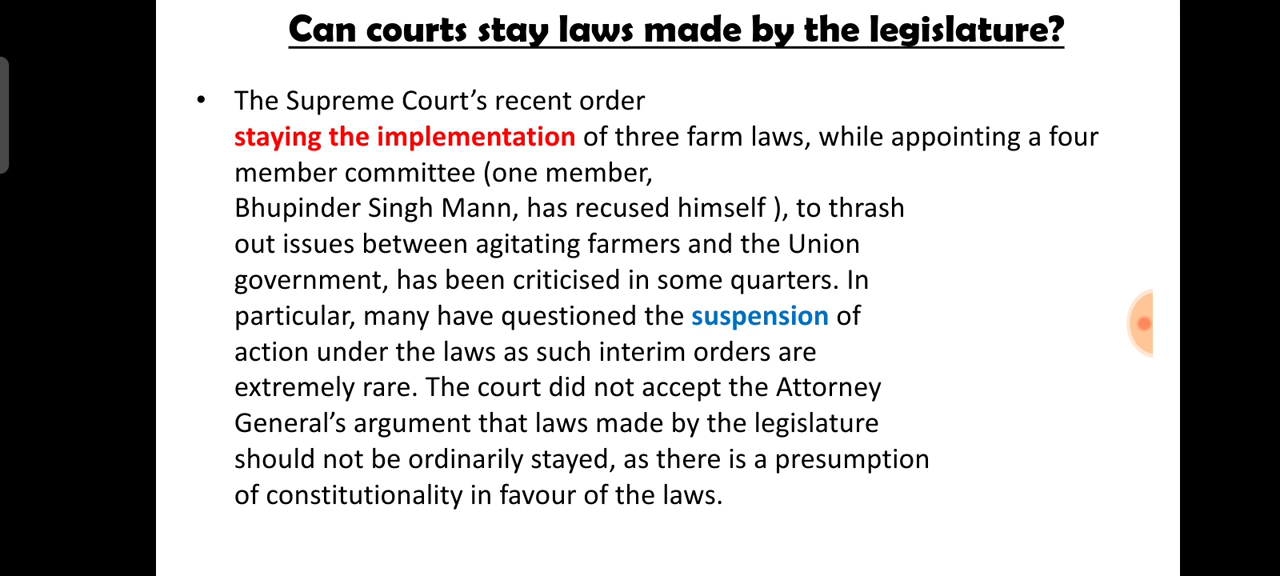 Can courts stay laws made by the legislature?
• The Supreme Court’s recent order
staying the implementation of three farm laws, while appointing a four
member committee (one member,
Bhupinder Singh Mann, has recused himself ), to thrash
out issues between agitating farmers and the Union
government, has been criticised in some quarters. In
particular, many have questioned the suspension of
action under the laws as such interim orders are
extremely rare. The court did not accept the Attorney
General’s argument that laws made by the legislature
should not be ordinarily stayed, as there is a presumption
of constitutionality in favour of the laws.